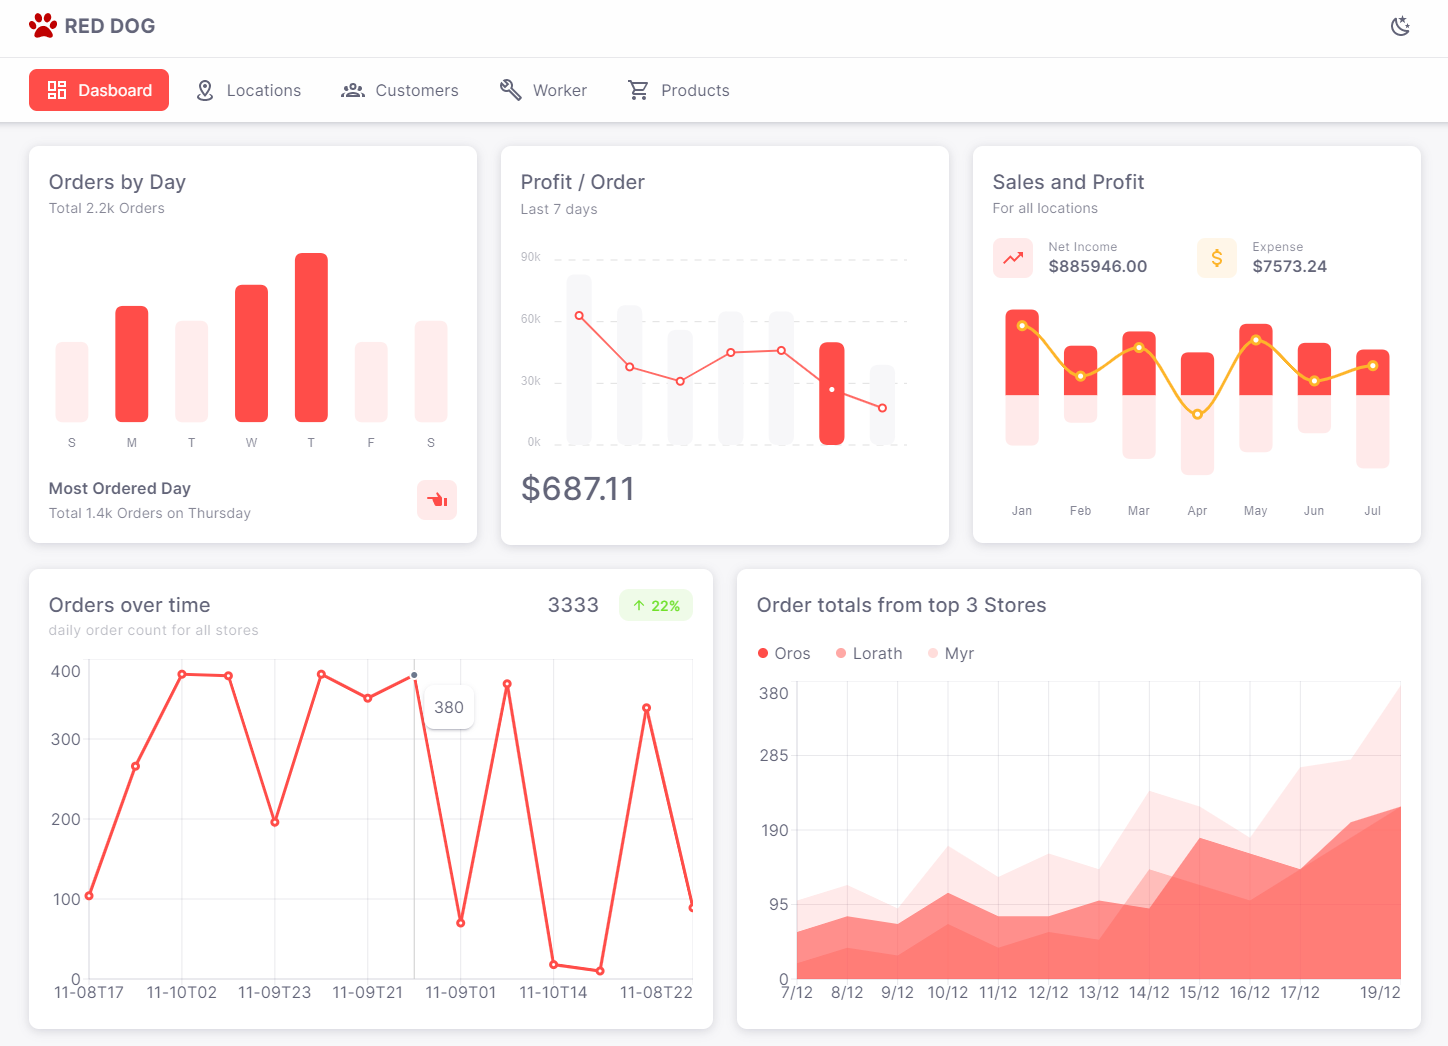 RED DOG
Dasboard
Locations
Customers
Worker
Products
Orders by Day
Total 2.2k Orders
S M T W T F S
Most Ordered Day
Total 1.4k Orders on Thursday
Profit / Order
Last 7 days
90k
60k
30k
0k
$687.11
Sales and Profit
For all locations
Net Income
$885946.00
Expense
$7573.24
Jan Feb Mar Apr May Jun Jul
Orders over time
daily order count for all stores
3333
22%
400
300
200
100
0
380
11-08T17 11-10T02 11-09T23 11-09T21 11-09T01 11-10T14 11-08T22
Order totals from top 3 Stores
Oros Lorath Myr
380
285
190
95
0
7/12 8/12 9/12 10/12 11/12 12/12 13/12 14/12 15/12 16/12 17/12 19/12